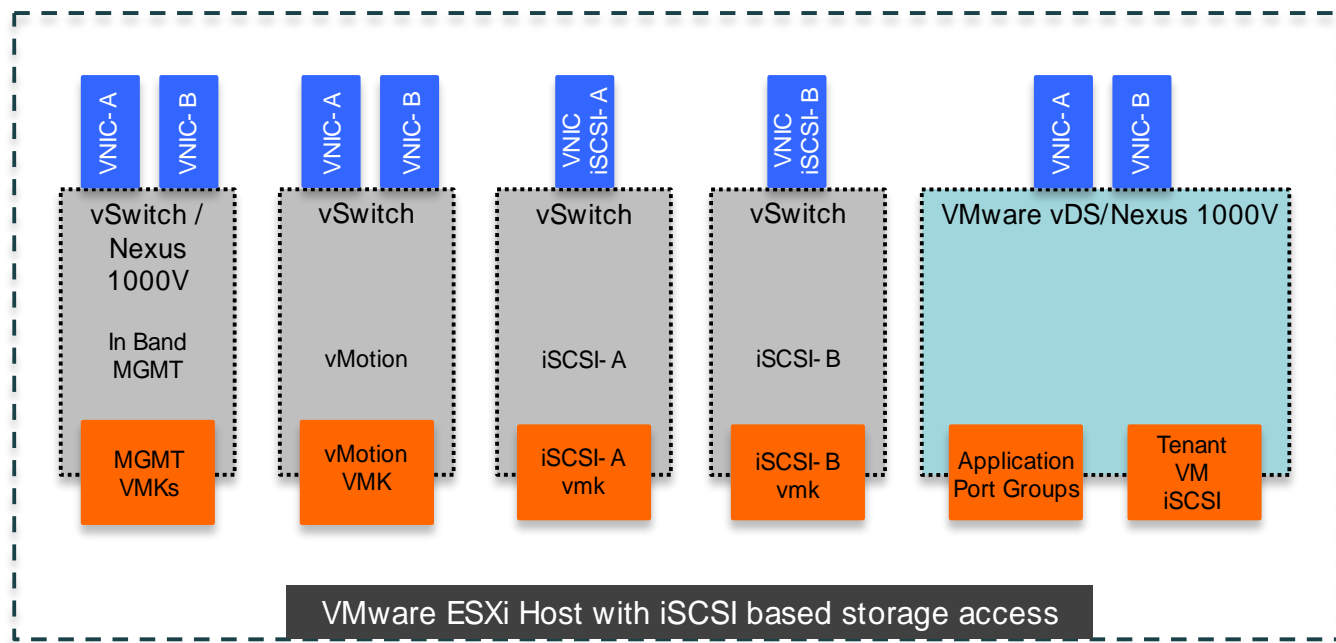 VNIC- A
VNIC- B
vSwitch /
Nexus
1000V
In Band
MGMT
MGMT
VMKs
VNIC- A
VNIC- B
vSwitch
vMotion
vMotion
VMK
VNIC
iSCSI- A
vSwitch
iSCSI- A
iSCSI- A
vmk
VNIC
iSCSI- B
vSwitch
iSCSI- B
iSCSI- B
vmk
VNIC- A
VNIC- B
VMware vDS/Nexus 1000V
Application
Port Groups
Tenant
VM
iSCSI
VMware ESXi Host with iSCSI based storage access